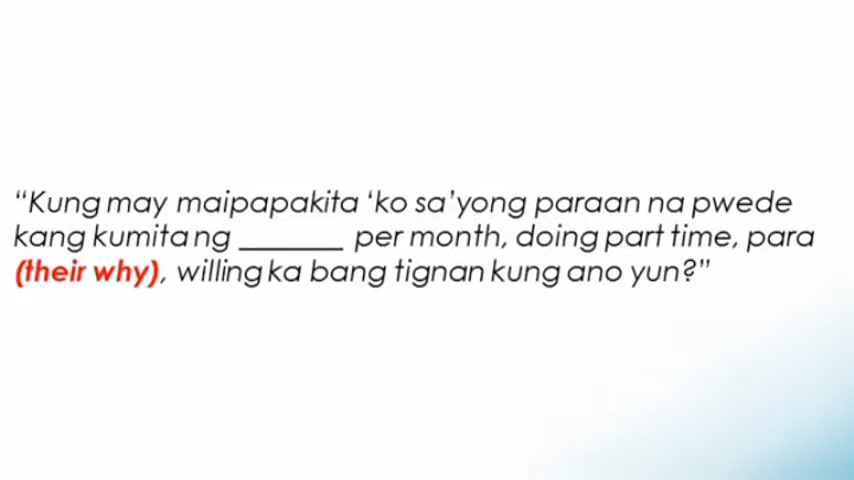 “Kung may maipapakita ‘ko sa’yong paraan na pwede
kang kumita ng _______ per month, doing part time, para
(their why), willing ka bang tignan kung ano yun?”